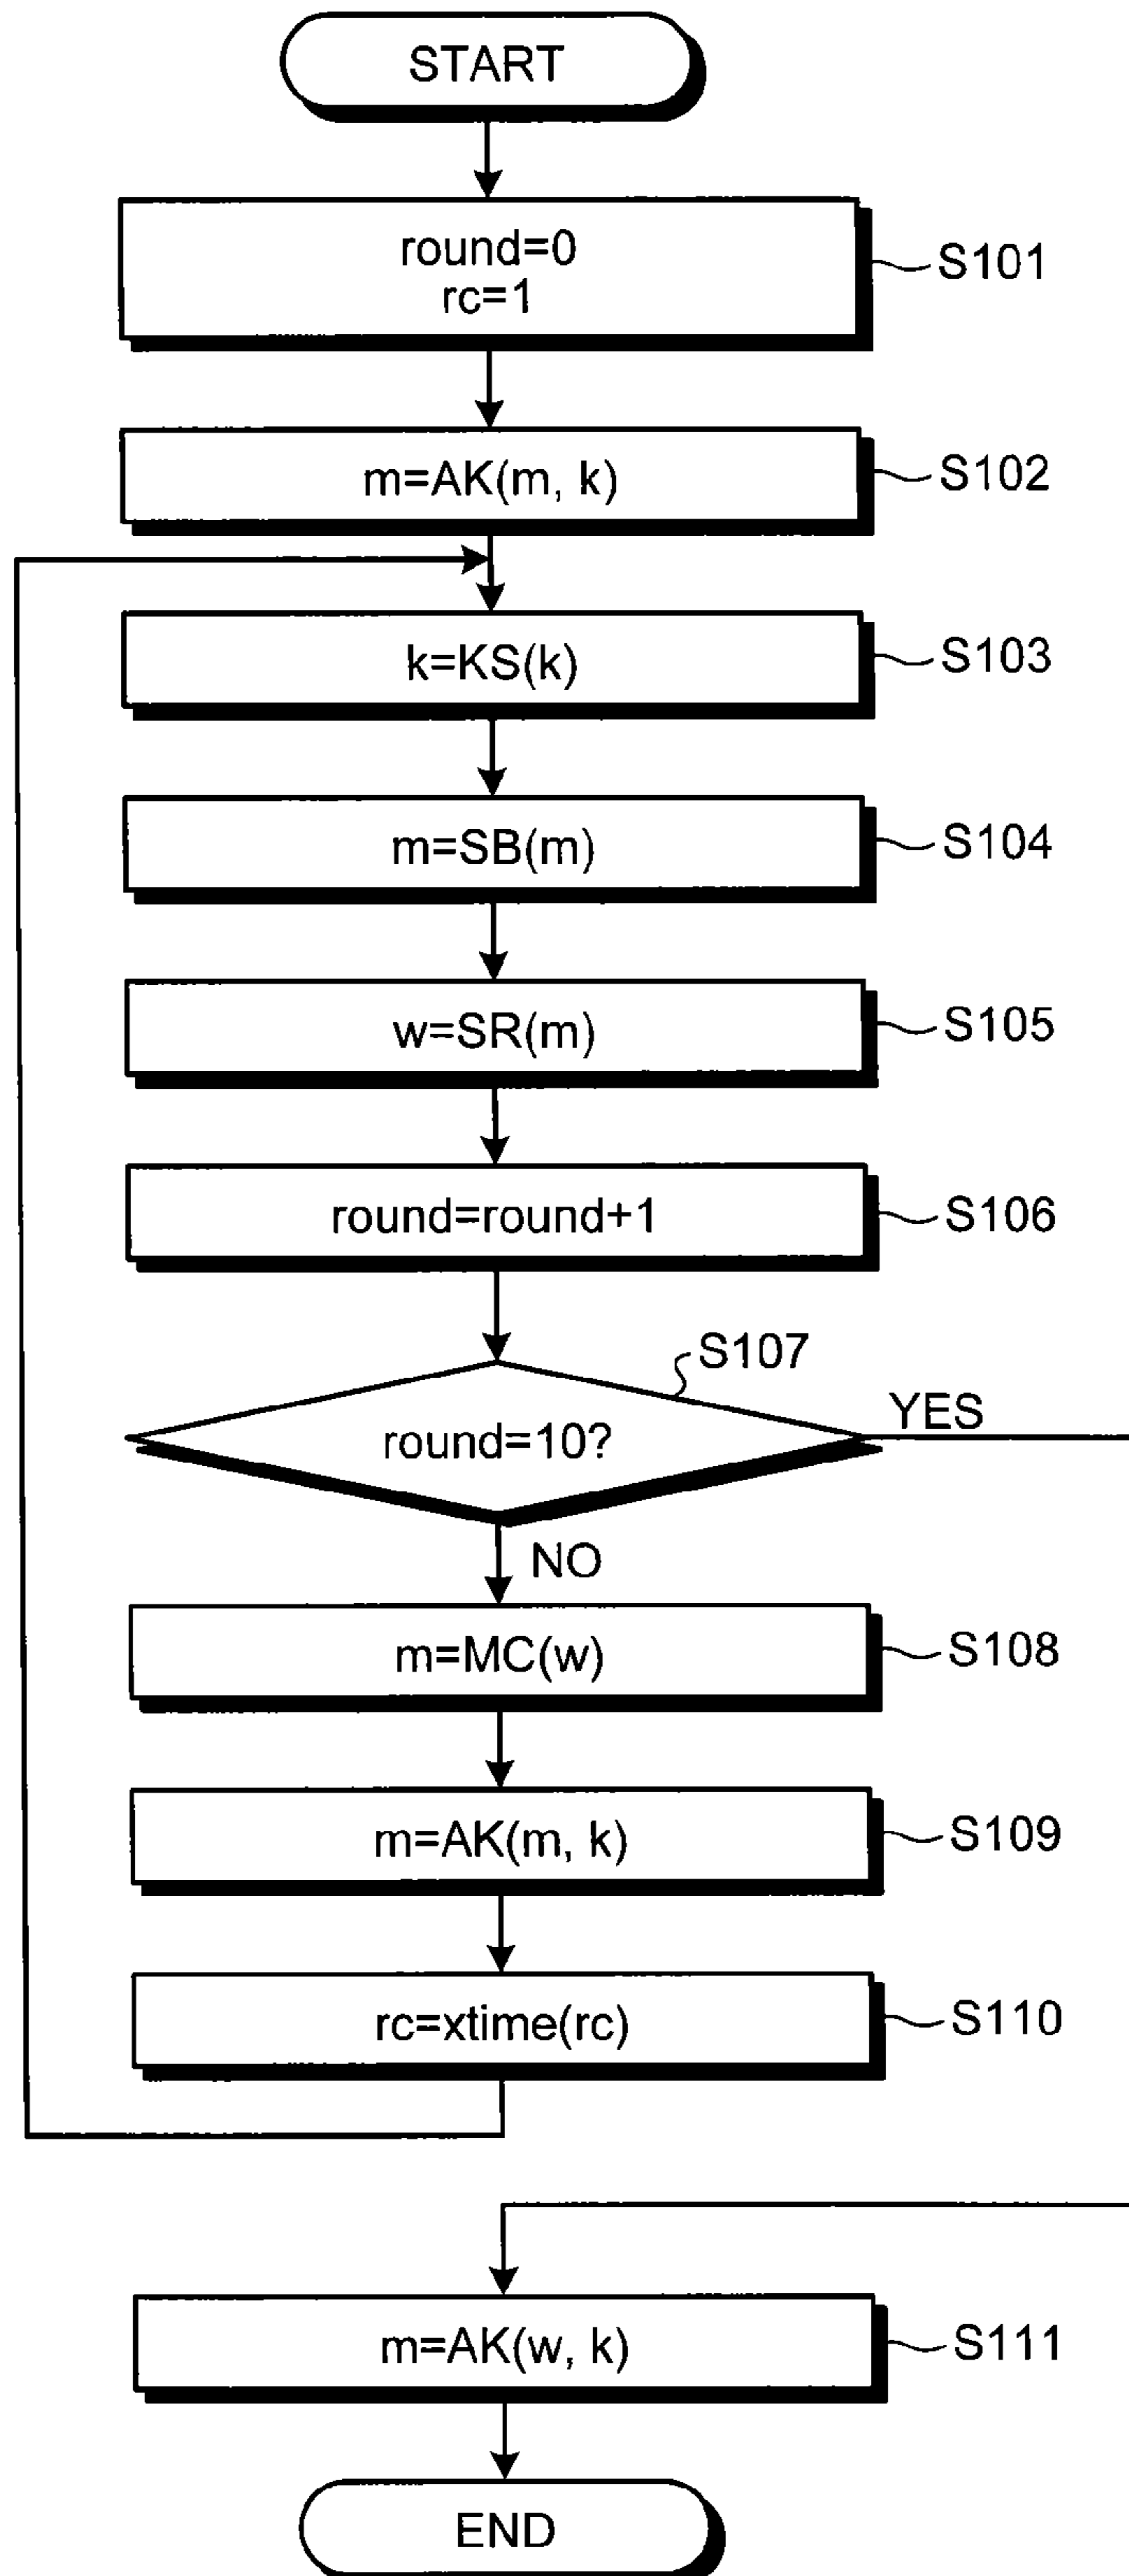 START
round=0
rc=1
S101
m=AK(m, k)
S102
k=KS(k)
S103
m=SB(m)
S104
w=SR(m)
S105
round=round+1
S106
S107
round=10?
YES
NO
m=MC(w)
S108
m=AK(m, k)
S109
rc=xtime(rc)
S110
m=AK(w, k)
S111
END